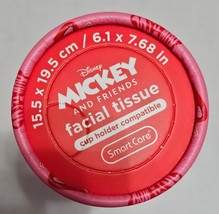 15.5 x 19.5 cm / 6.1 x 7.68 in
Disney
MICKEY
AND FRIENDS
facial tissue
cup holder compatible
Smart Care